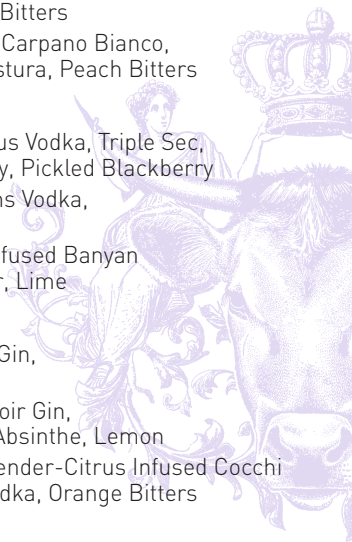 Bitters
Carpano Bianco,
stura, Peach Bitters
us Vodka, Triple Sec,
y, Pickled Blackberry
ns Vodka,
fused Banyan
r, Lime
Gin,
oir Gin,
Absinthe, Lemon
ender-Citrus Infused Cocchi
dka, Orange Bitters